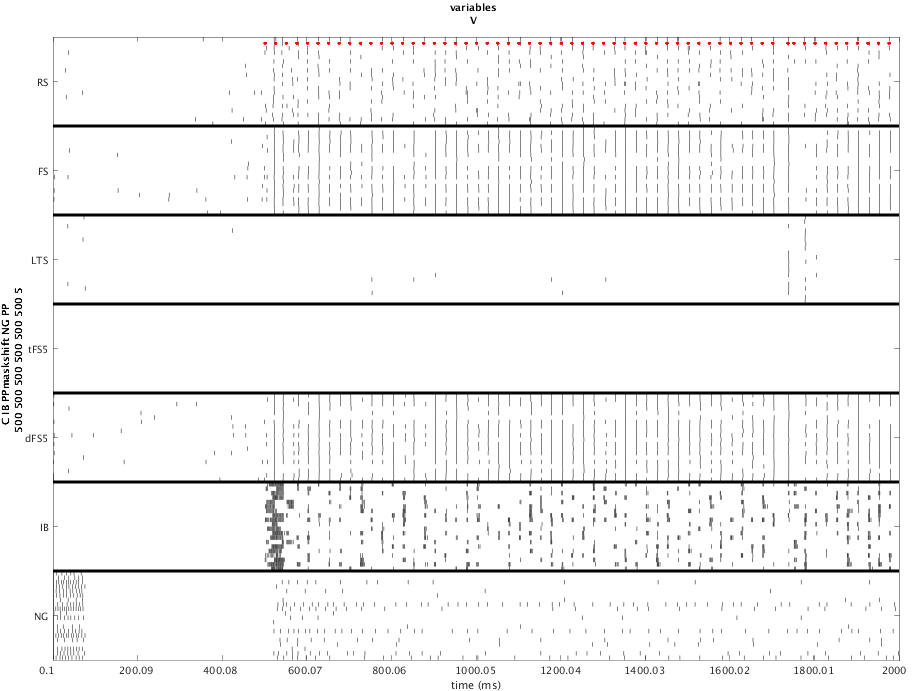 variables
V
RS
FS
LTS
tFS5
dFS5
IB
NG
C IB PPmaskshift NG PP
500 500 500 500 500 500 5
0.1 200.09 400.08 600.07 800.06 1000.05 1200.04 1400.03 1600.02 1800.01 2000
time (ms)